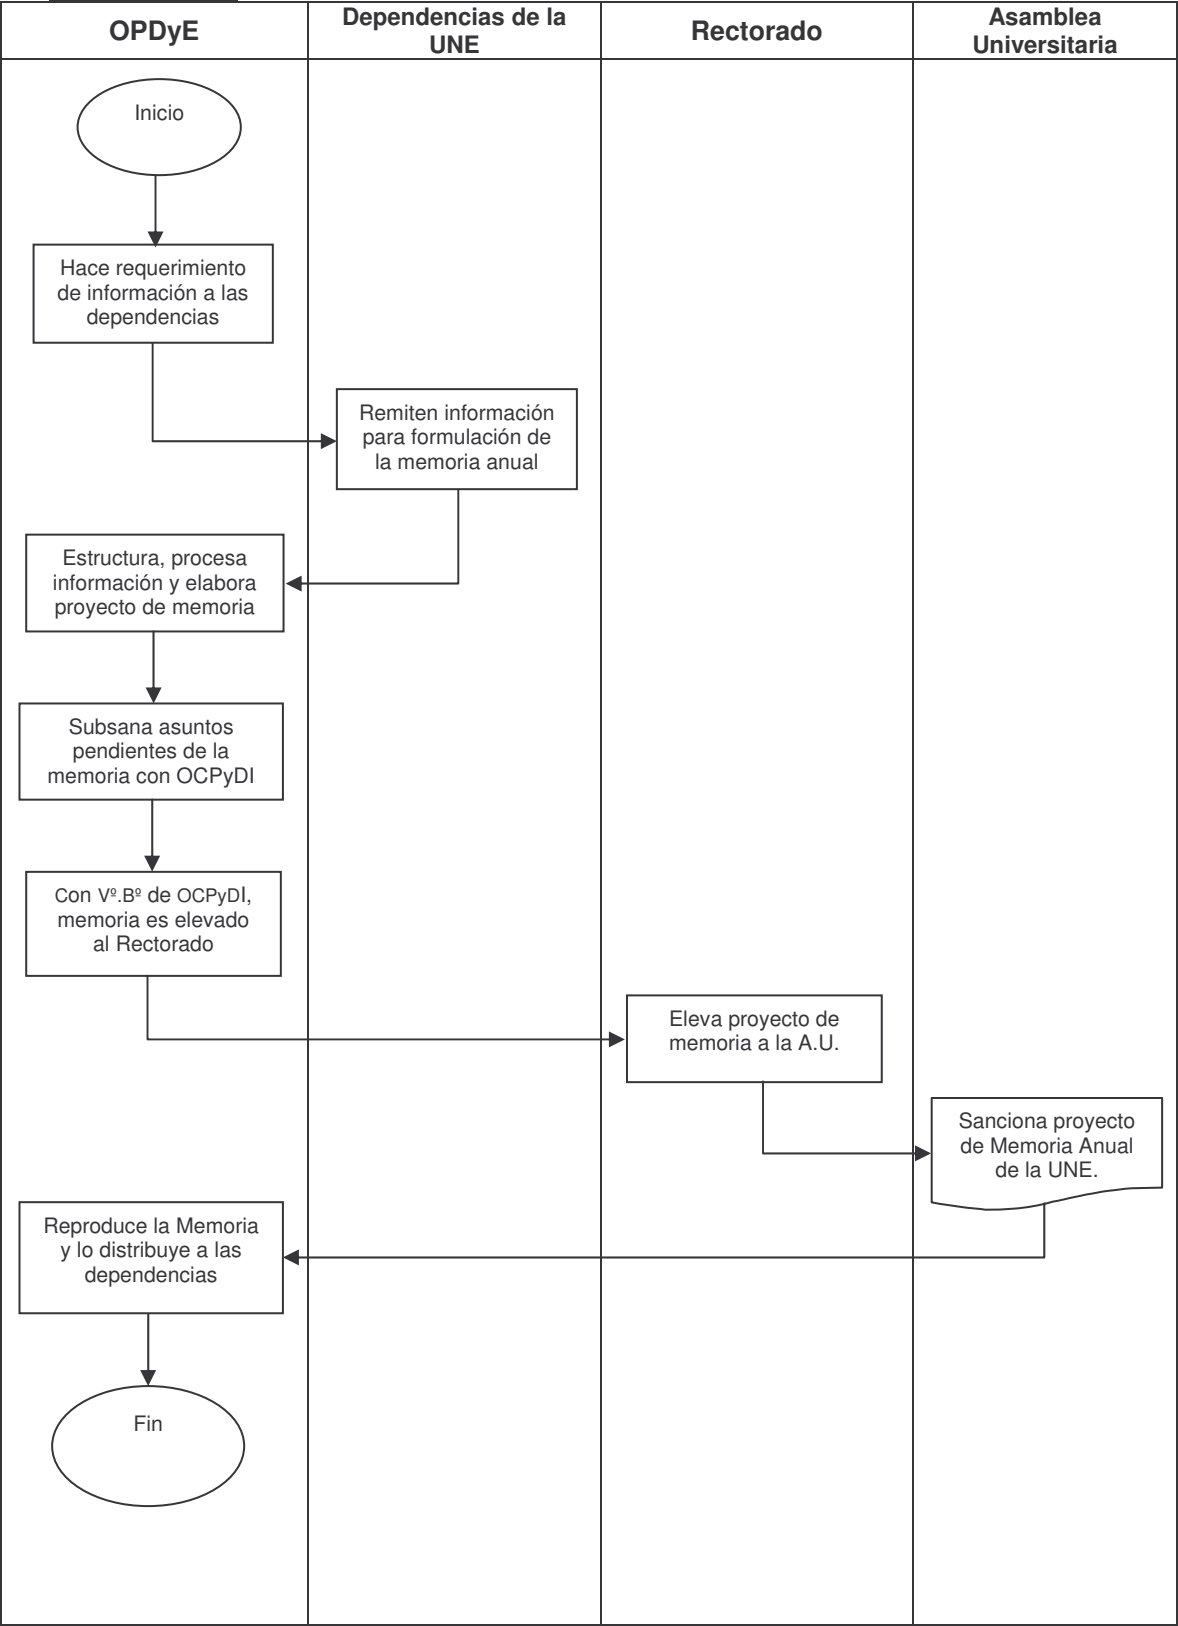 OPDyE
Dependencias de la
UNE
Rectorado
Asamblea
Universitaria
Inicio
Hace requerimiento
de información a las
dependencias
Remiten información
para formulación de
la memoria anual
Estructura, procesa
información y elabora
proyecto de memoria
Subsana asuntos
pendientes de la
memoria con OCPyDI
Con Vº.Bº de OCPyDI,
memoria es elevado
al Rectorado
Eleva proyecto de
memoria a la A.U.
Sanciona proyecto
de Memoria Anual
de la UNE.
Reproduce la Memoria
y lo distribuye a las
dependencias
Fin